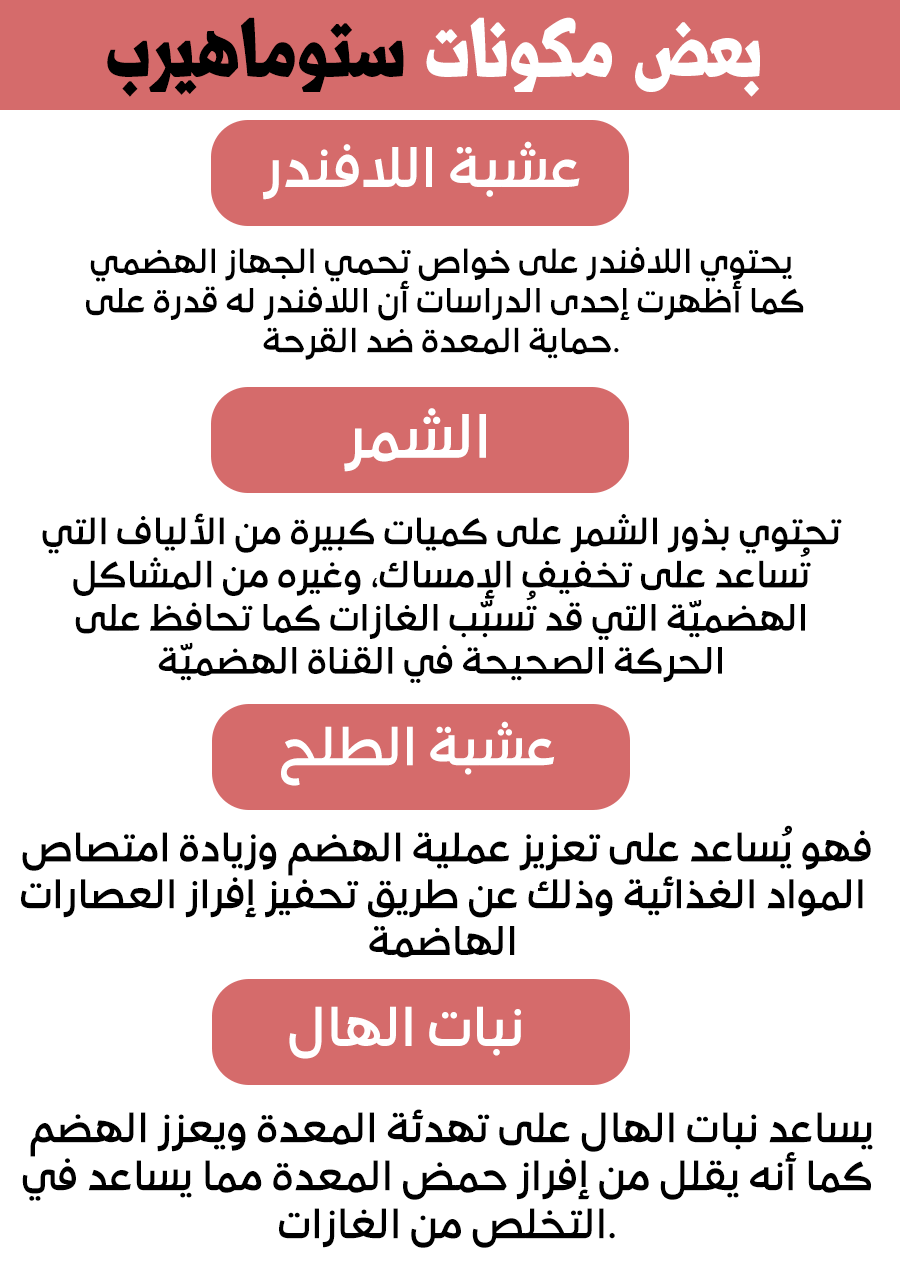 بعض مكونات ستوماهيرب
عشبة اللافندر
يحتوي اللافندر على خواص تحمي الجهاز الهضمي
كما أظهرت إحدى الدراسات أن اللافندر له قدرة على
حماية المعدة ضد القرحة.
الشمر
تحتوي بذور الشمر على كميات كبيرة من الألياف التي
تُساعد على تخفيف الإمساك، وغيره من المشاكل
الهضميّة التي قد تُسبّب الغازات كما تحافظ على
الحركة الصحيحة في القناة الهضميّة
عشبة الطلح
فهو يُساعد على تعزيز عملية الهضم وزيادة امتصاص
المواد الغذائية وذلك عن طريق تحفيز إفراز العصارات
الهاضمة
نبات الهال
يساعد نبات الهال على تهدئة المعدة ويعزز الهضم
كما أنه يقلل من إفراز حمض المعدة مما يساعد في
التخلص من الغازات.